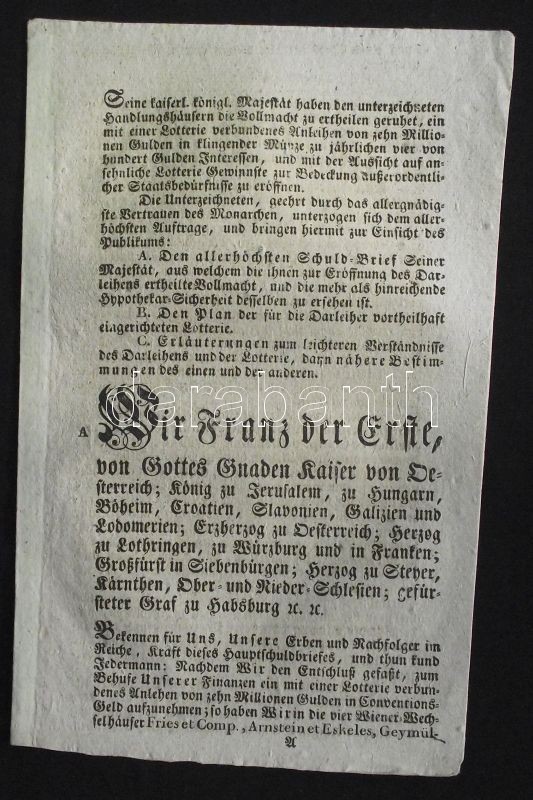 Seine kaiserl. königl. Majestät haben den unterzeichneten
Handlungshäusern die Vollmacht zu ertheilen geruhet, ein
mit einer Lotterie verbundenes Anleihen von zehn Millio-
nen Gulden in klingender Münze zu jährlichen vier von
hundert Gulden Interessen, und mit der Aussicht auf an-
sehnliche Lotterie Gewinnste zur Bedeckung außerordentli-
cher Staatsbedürfnisse zu eröffnen.
Die Unterzeichneten, geehrt durch das allergnädig-
ste Vertrauen des Monarchen, unterzogen sich dem aller-
höchsten Auftrage, und bringen hiermit zur Einsicht des
Publikums:
A. Den allerhöchsten Schuld-Brief Seiner
Majestät, aus welchem die ihnen zur Eröffnung des Dar-
leihens ertheilte Vollmacht, und die mehr als hinreichende
Hypothekar-Sicherheit desselben zu ersehen ist.
B. Den Plan der für die Darleiher vortheilhaft
eingerichteten Lotterie.
C. Erläuterungen zum leichteren Verständnisse
des Darleihens und der Lotterie, dann nähere Bestim-
mungen des einen und der anderen.
darabanth
A Wir Franz der Erste,
von Gottes Gnaden Kaiser von Oe-
sterreich; König zu Jerusalem, zu Hungarn,
Böheim, Croatien, Slavonien, Galizien und
Lodomerien; Erzherzog zu Oesterreich; Herzog
zu Lothringen, zu Würzburg und in Franken;
Großfürst in Siebenbürgen; Herzog zu Steyer,
Kärnthen, Ober- und Nieder-Schlesien; gefür-
steter Graf zu Habsburg ꝛc. ꝛc.
Bekennen für Uns, Unsere Erben und Nachfolger im
Reiche, Kraft dieses Hauptschuldbriefes, und thun kund
Jedermann: Nachdem Wir den Entschluß gefaßt, zum
Behufe Unserer Finanzen ein mit einer Lotterie verbun-
denes Anlehen von zehn Millionen Gulden in Conventions-
Geld aufzunehmen; so haben Wir in die vier Wiener-Wech-
selhäuser Fries et Comp., Arnstein et Eskeles, Geymül-
A